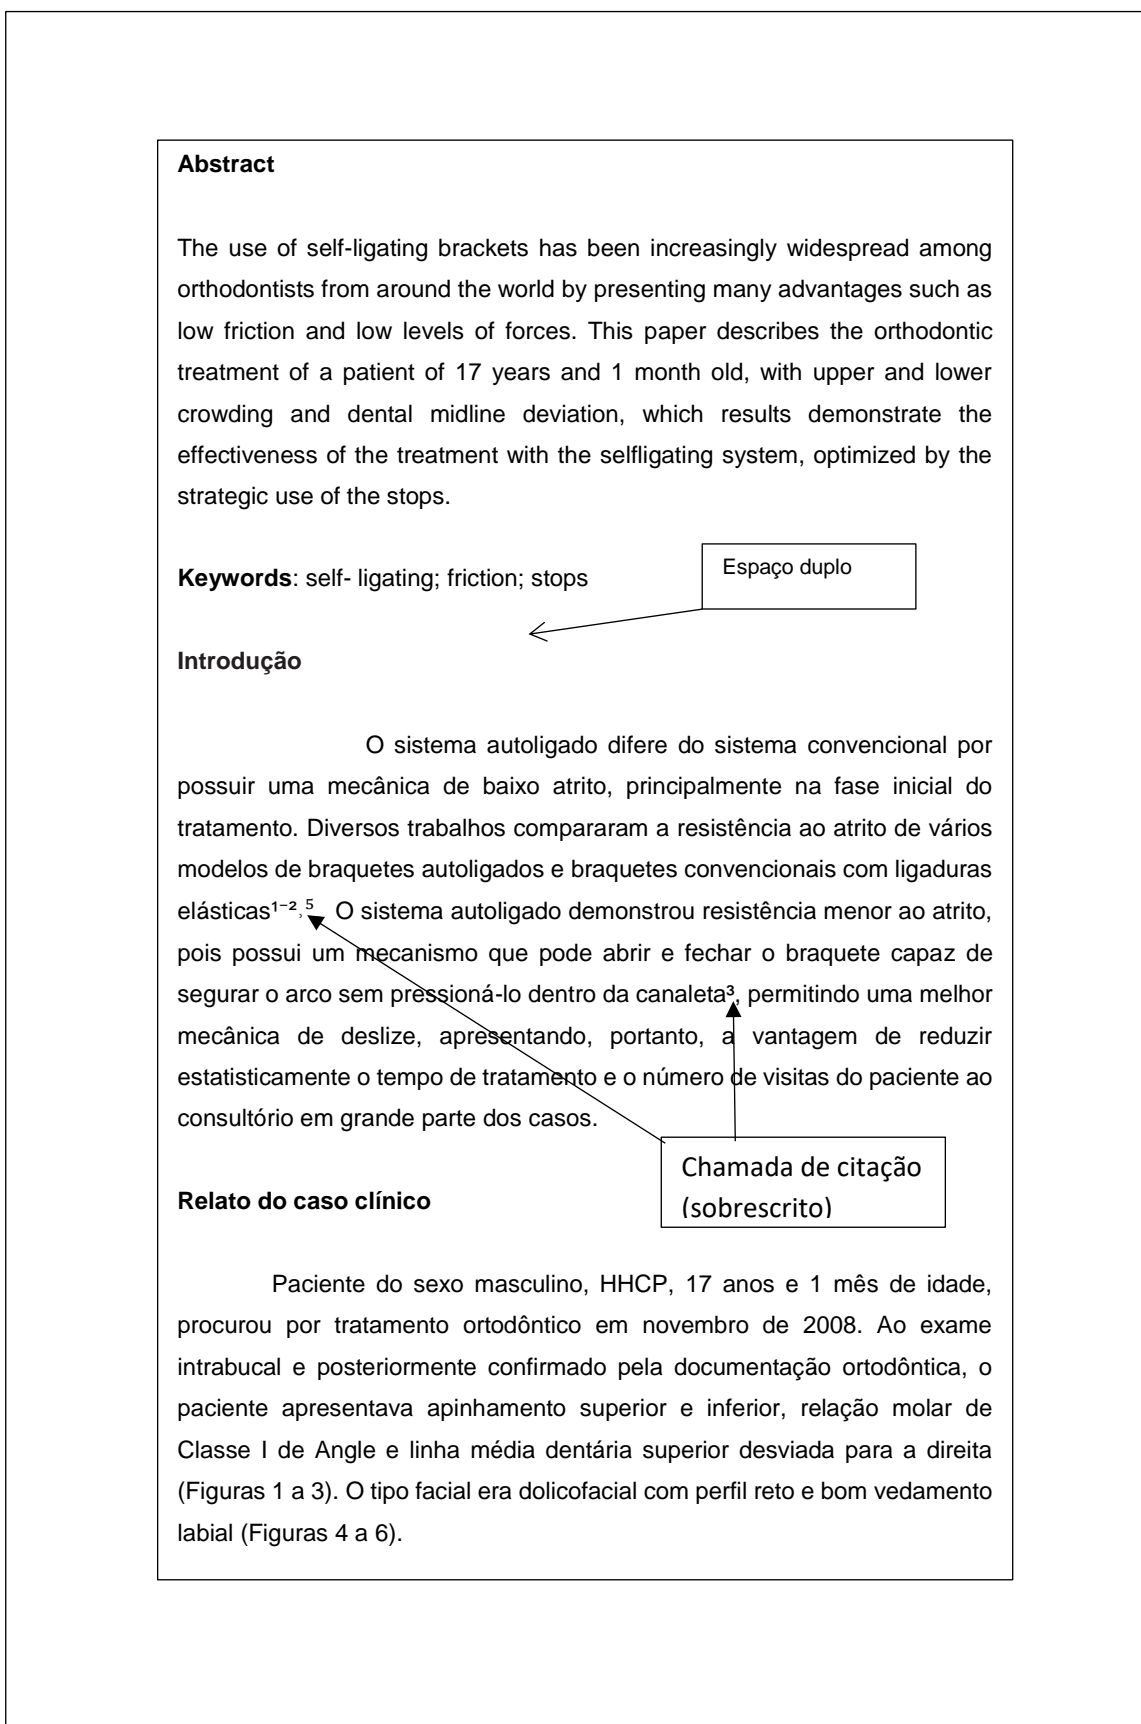 Abstract
The use of self-ligating brackets has been increasingly widespread among
orthodontists from around the world by presenting many advantages such as
low friction and low levels of forces. This paper describes the orthodontic
treatment of a patient of 17 years and 1 month old, with upper and lower
crowding and dental midline deviation, which results demonstrate the
effectiveness of the treatment with the selfligating system, optimized by the
strategic use of the stops.
Keywords: self- ligating; friction; stops
Espaço duplo
Introdução
O sistema autoligado difere do sistema convencional por
possuir uma mecânica de baixo atrito, principalmente na fase inicial do
tratamento. Diversos trabalhos compararam a resistência ao atrito de vários
modelos de braquetes autoligados e braquetes convencionais com ligaduras
elásticas¹⁻²,⁵ O sistema autoligado demonstrou resistência menor ao atrito,
pois possui um mecanismo que pode abrir e fechar o braquete capaz de
segurar o arco sem pressioná-lo dentro da canaleta³, permitindo uma melhor
mecânica de deslize, apresentando, portanto, a vantagem de reduzir
estatisticamente o tempo de tratamento e o número de visitas do paciente ao
consultório em grande parte dos casos.
Chamada de citação
(sobrescrito)
Relato do caso clínico
Paciente do sexo masculino, HHCP, 17 anos e 1 mês de idade,
procurou por tratamento ortodôntico em novembro de 2008. Ao exame
intrabucal e posteriormente confirmado pela documentação ortodôntica, o
paciente apresentava apinhamento superior e inferior, relação molar de
Classe I de Angle e linha média dentária superior desviada para a direita
(Figuras 1 a 3). O tipo facial era dolicofacial com perfil reto e bom vedamento
labial (Figuras 4 a 6).